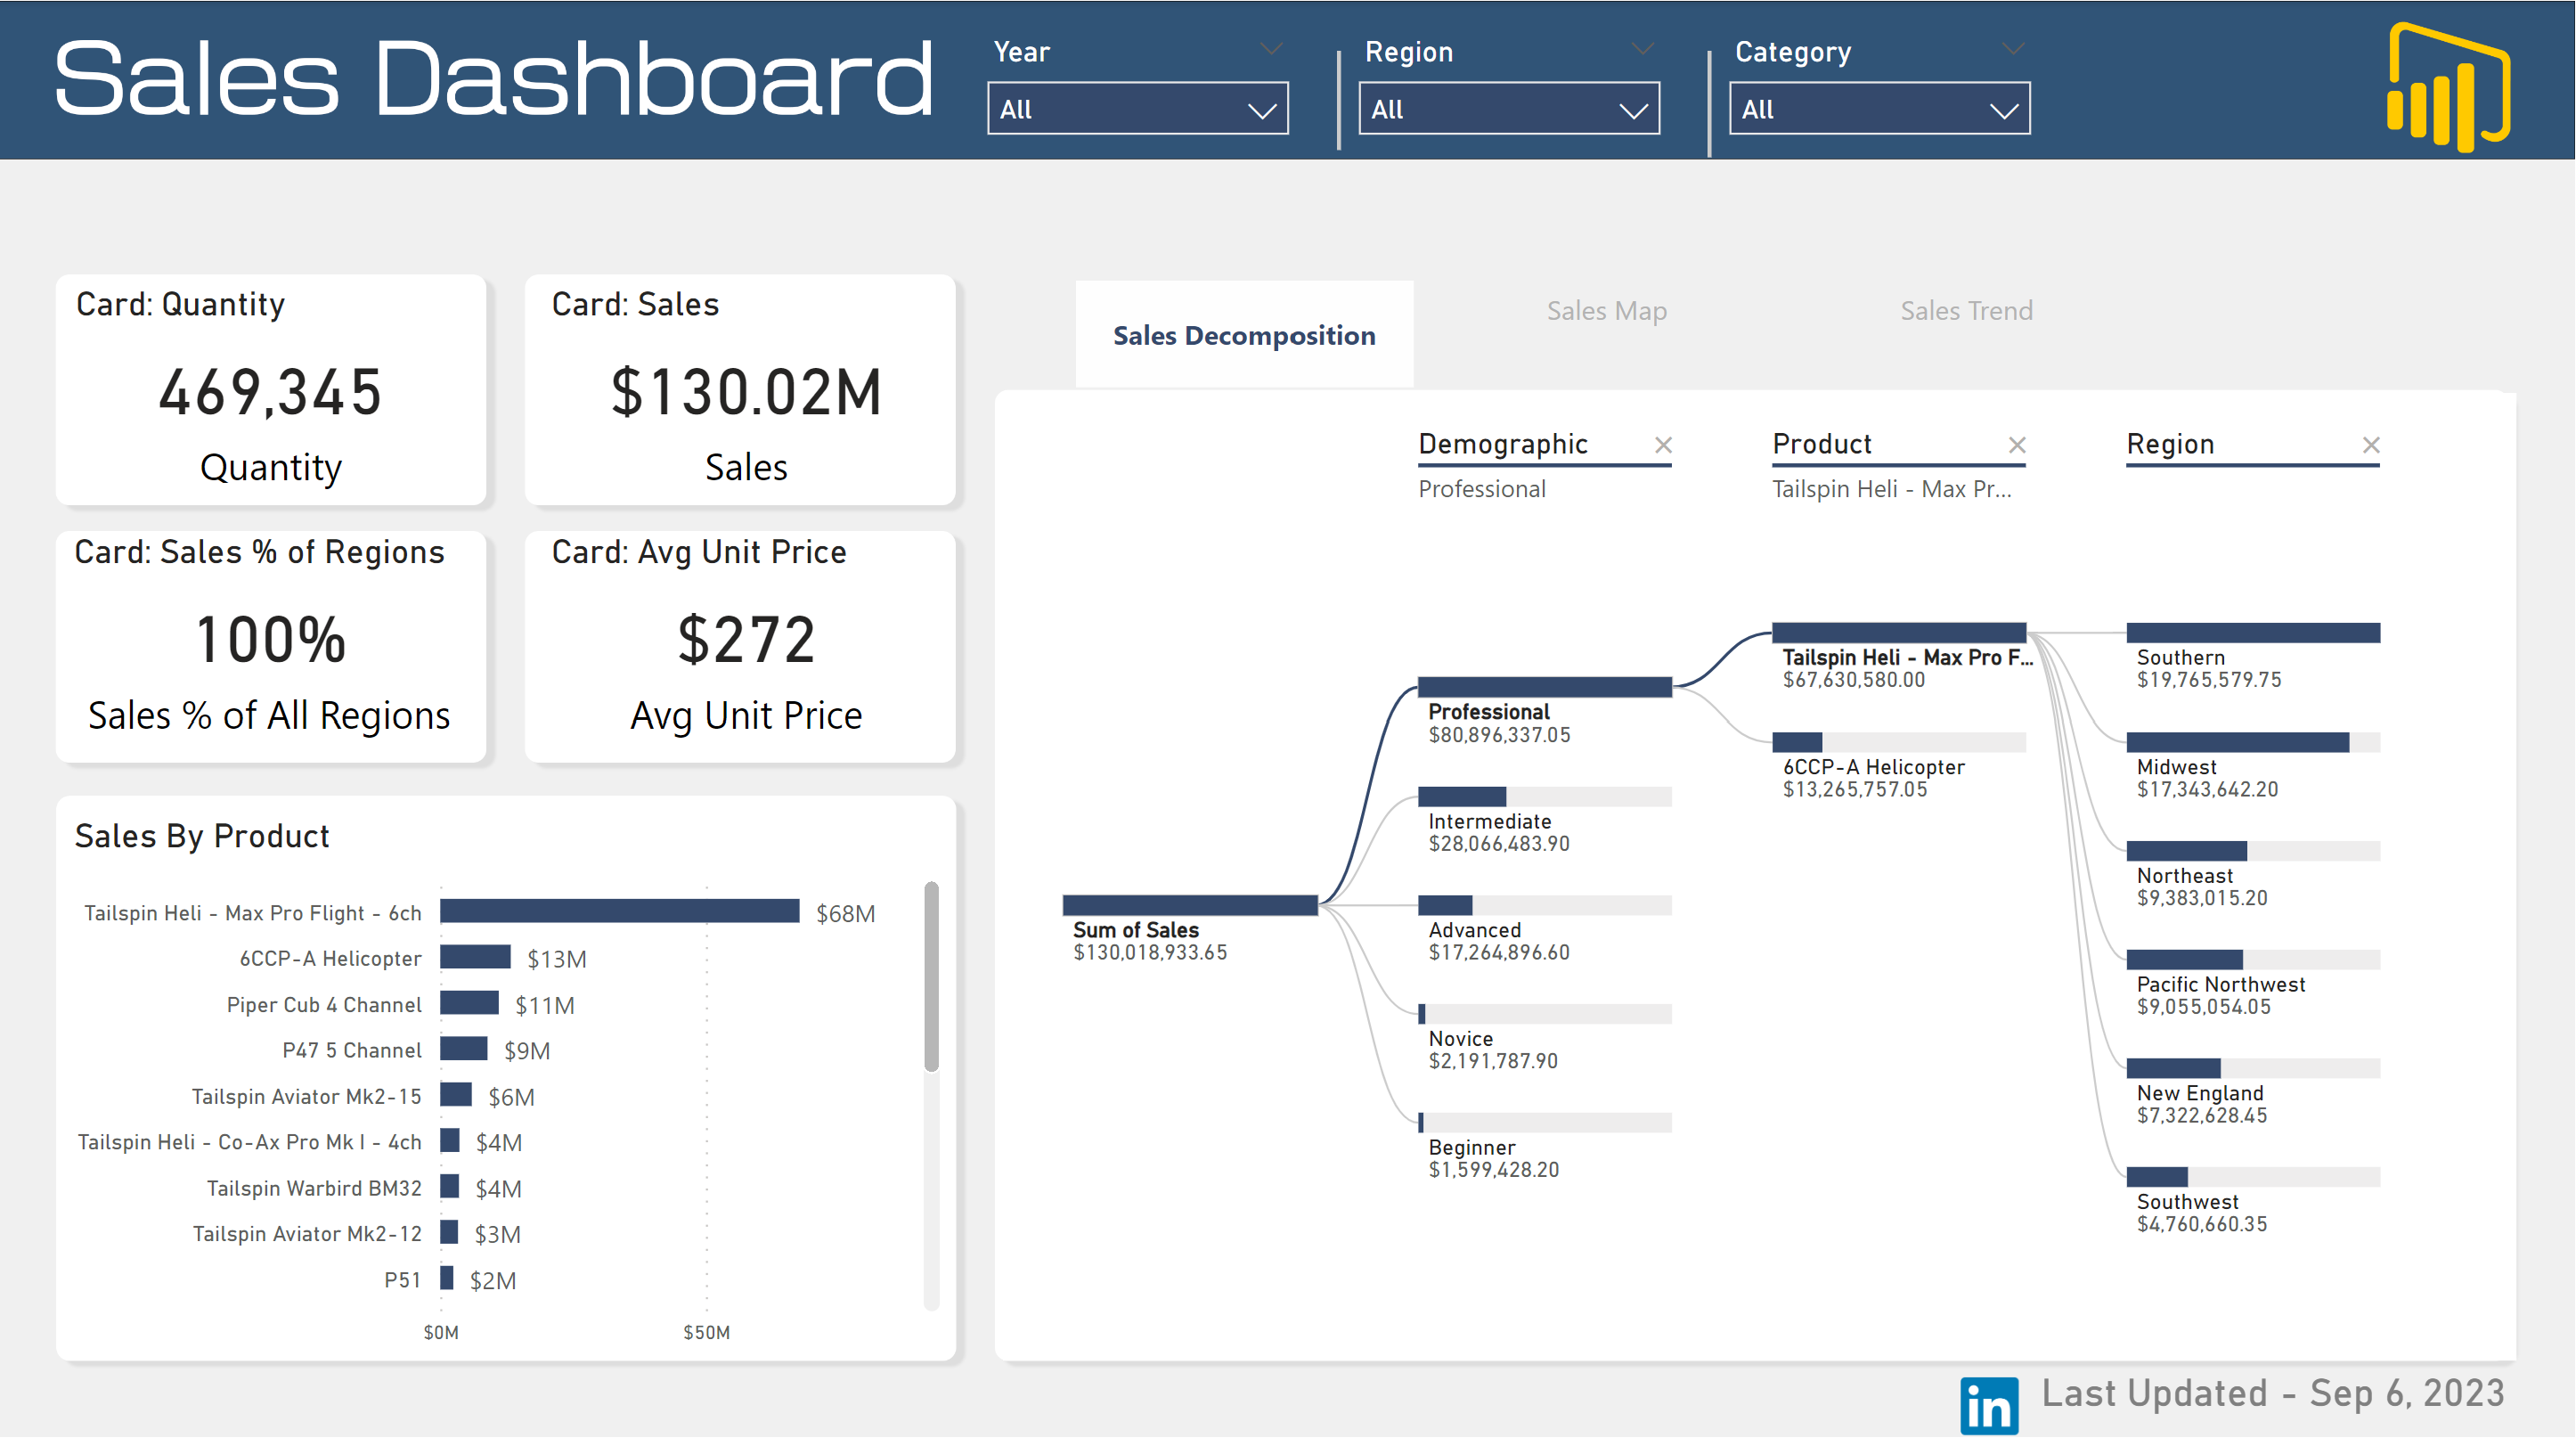 Sales Dashboard
Year
All
Region
All
Category
All
Card: Quantity
469,345
Quantity
Card: Sales
$130.02M
Sales
Card: Sales % of Regions
100%
Sales % of All Regions
Card: Avg Unit Price
$272
Avg Unit Price
Sales By Product
Tailspin Heli - Max Pro Flight - 6ch $68M
6CCP-A Helicopter $13M
Piper Cub 4 Channel $11M
P47 5 Channel $9M
Tailspin Aviator Mk2-15 $6M
Tailspin Heli - Co-Ax Pro Mk I - 4ch $4M
Tailspin Warbird BM32 $4M
Tailspin Aviator Mk2-12 $3M
P51 $2M
$0M $50M
Sales Decomposition
Sales Map
Sales Trend
Demographic
Professional
Product
Tailspin Heli - Max Pr...
Region
Sum of Sales
$130,018,933.65
Professional
$80,896,337.05
Intermediate
$28,066,483.90
Advanced
$17,264,896.60
Novice
$2,191,787.90
Beginner
$1,599,428.20
Tailspin Heli - Max Pro F...
$67,630,580.00
6CCP-A Helicopter
$13,265,757.05
Southern
$19,765,579.75
Midwest
$17,343,642.20
Northeast
$9,383,015.20
Pacific Northwest
$9,055,054.05
New England
$7,322,628.45
Southwest
$4,760,660.35
in
Last Updated - Sep 6, 2023